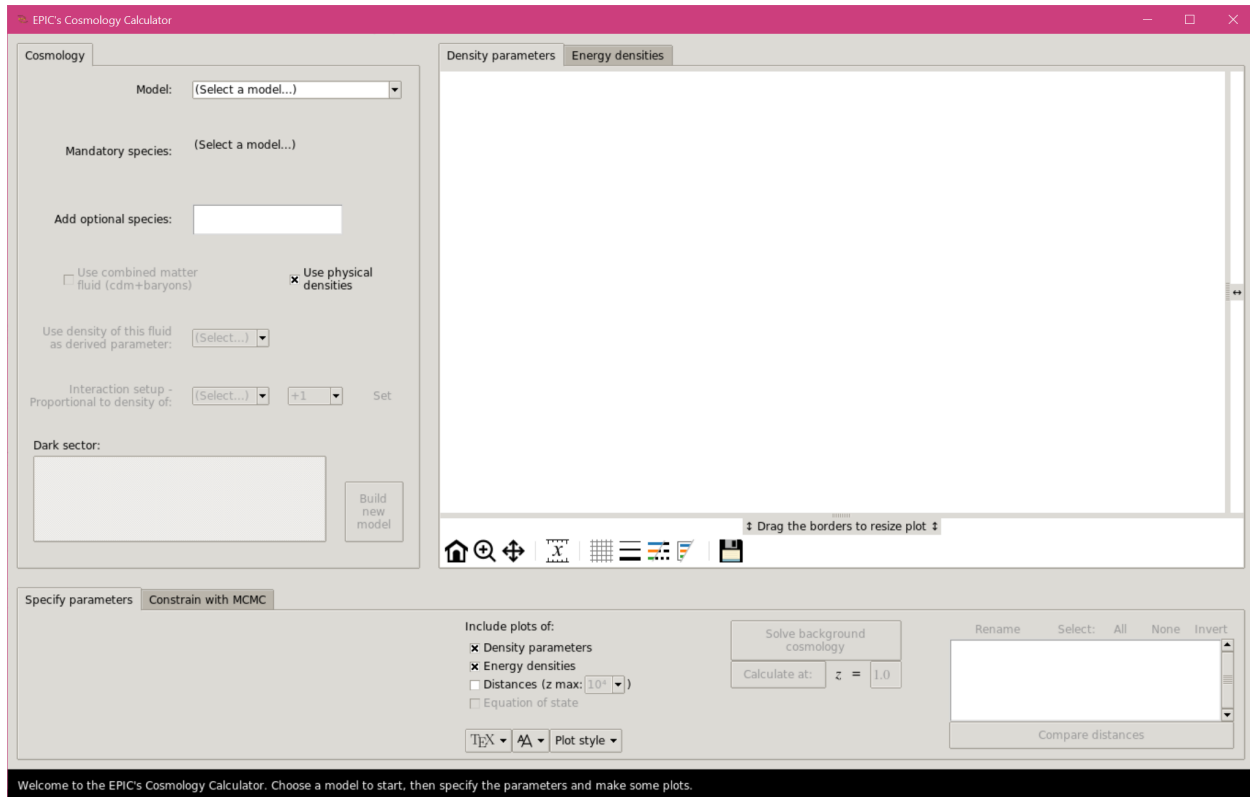 EPIC's Cosmology Calculator
Cosmology
Model: (Select a model...)
Mandatory species: (Select a model...)
Add optional species:
Use combined matter
fluid (cdm+baryons)
Use physical
densities
Use density of this fluid
as derived parameter:
(Select...)
Interaction setup -
Proportional to density of:
(Select...) +1 Set
Dark sector:
Build
new
model
Density parameters Energy densities
↕ Drag the borders to resize plot ↕
x
Specify parameters Constrain with MCMC
Include plots of:
Density parameters
Energy densities
Distances (z max: 10⁴ )
Equation of state
TEX AA Plot style
Solve background
cosmology
Calculate at: z = 1.0
Rename Select: All None Invert
Compare distances
Welcome to the EPIC's Cosmology Calculator. Choose a model to start, then specify the parameters and make some plots.